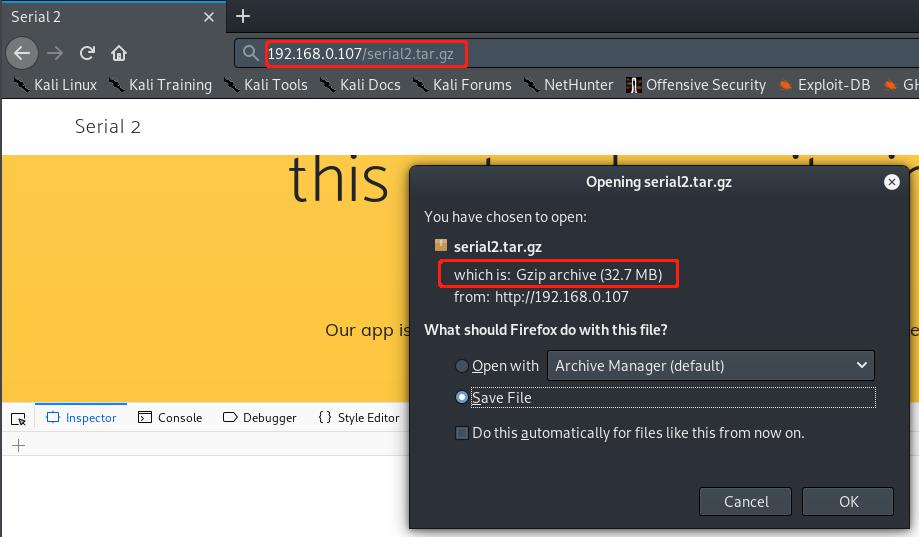 Serial 2
192.168.0.107/serial2.tar.gz
Kali Linux Kali Training Kali Tools Kali Docs Kali Forums NetHunter Offensive Security Exploit-DB GH
Serial 2
this
Opening serial2.tar.gz
You have chosen to open:
serial2.tar.gz
which is: Gzip archive (32.7 MB)
from: http://192.168.0.107
Our app is
What should Firefox do with this file?
Open with Archive Manager (default)
Save File
Do this automatically for files like this from now on.
Inspector Console Debugger {} Style Editor
Cancel OK